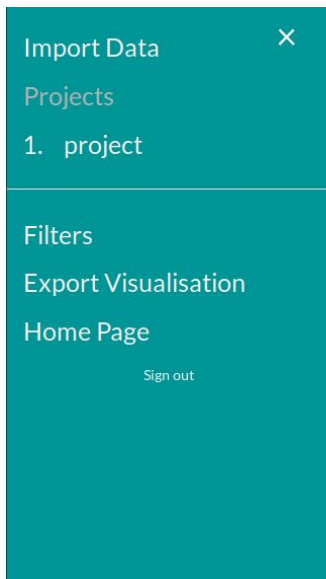 Import Data
Projects
1. project
Filters
Export Visualisation
Home Page
Sign out